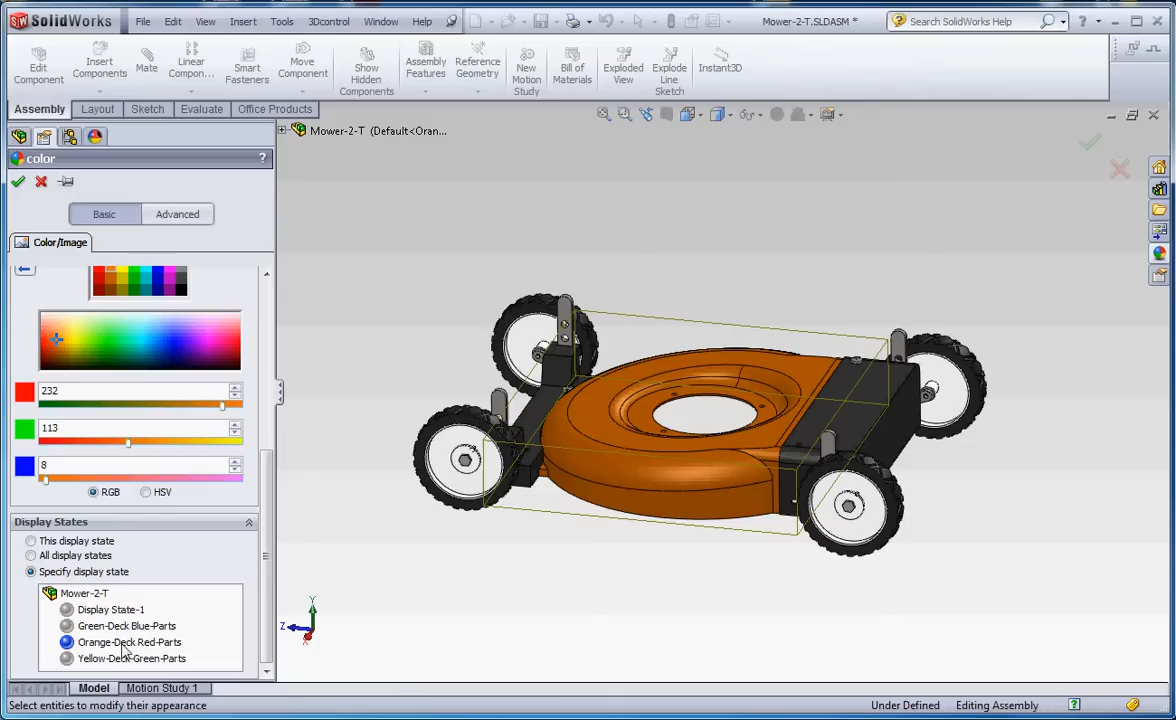 SW SolidWorks File Edit View Insert Tools 3Dcontrol Window Help Mower-2-T.SLDASM * Search SolidWorks Help
Edit Component
Insert Components
Mate
Linear Compon...
Smart Fasteners
Move Component
Show Hidden Components
Assembly Features
Reference Geometry
New Motion Study
Bill of Materials
Exploded View
Explode Line Sketch
Instant3D
Assembly Layout Sketch Evaluate Office Products
Mower-2-T (Default<Oran...
color ?
Basic Advanced
Color/Image
232
113
8
RGB HSV
Display States
This display state
All display states
Specify display state
Mower-2-T
Display State-1
Green-Deck Blue-Parts
Orange-Deck Red-Parts
Yellow-Deck-Green-Parts
Y
Z
X
Model Motion Study 1
Select entities to modify their appearance Under Defined Editing Assembly ?